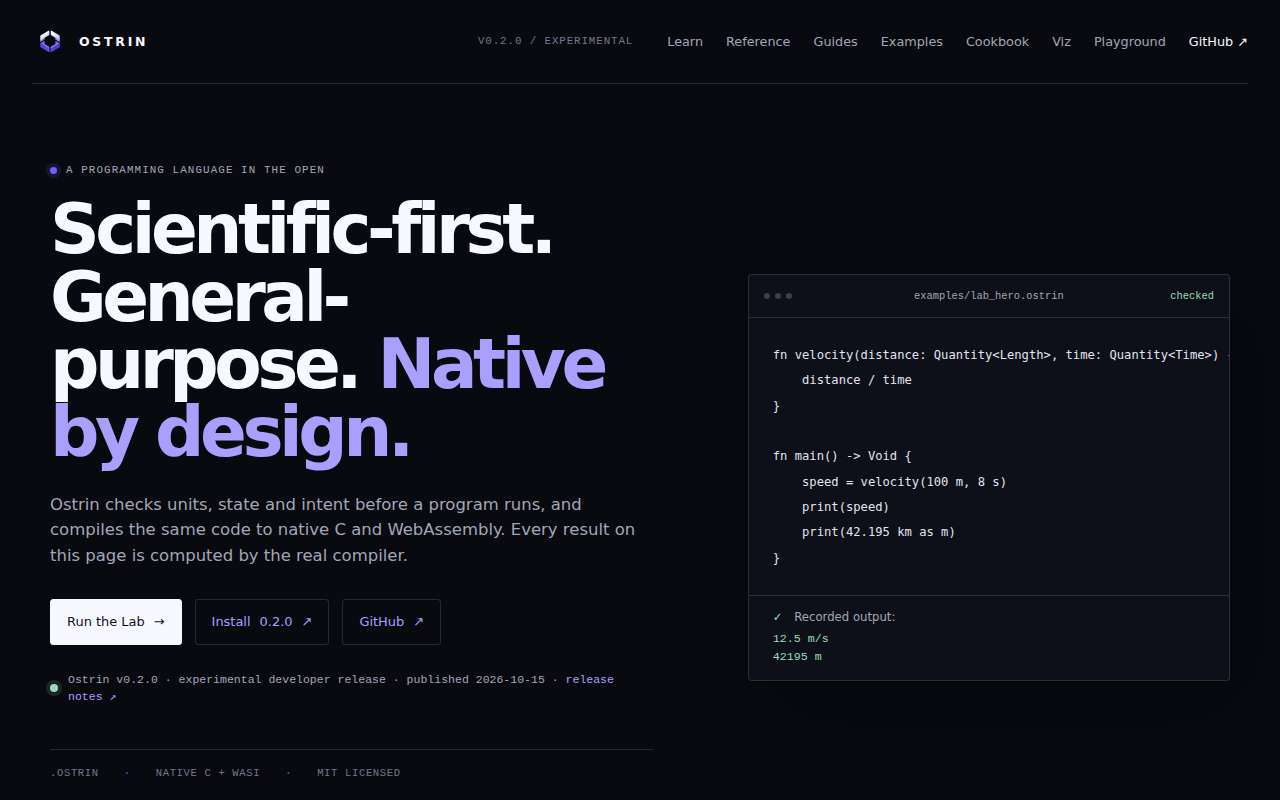 OSTRIN
V0.2.0 / EXPERIMENTAL
Learn Reference Guides Examples Cookbook Viz Playground GitHub ↗
A PROGRAMMING LANGUAGE IN THE OPEN
Scientific-first.
General-
purpose. Native
by design.
Ostrin checks units, state and intent before a program runs, and
compiles the same code to native C and WebAssembly. Every result on
this page is computed by the real compiler.
Run the Lab →
Install 0.2.0 ↗
GitHub ↗
Ostrin v0.2.0 · experimental developer release · published 2026-10-15 · release
notes ↗
.OSTRIN · NATIVE C + WASI · MIT LICENSED
examples/lab_hero.ostrin
checked
fn velocity(distance: Quantity<Length>, time: Quantity<Time>)
    distance / time
}
fn main() -> Void {
    speed = velocity(100 m, 8 s)
    print(speed)
    print(42.195 km as m)
}
✓ Recorded output:
12.5 m/s
42195 m